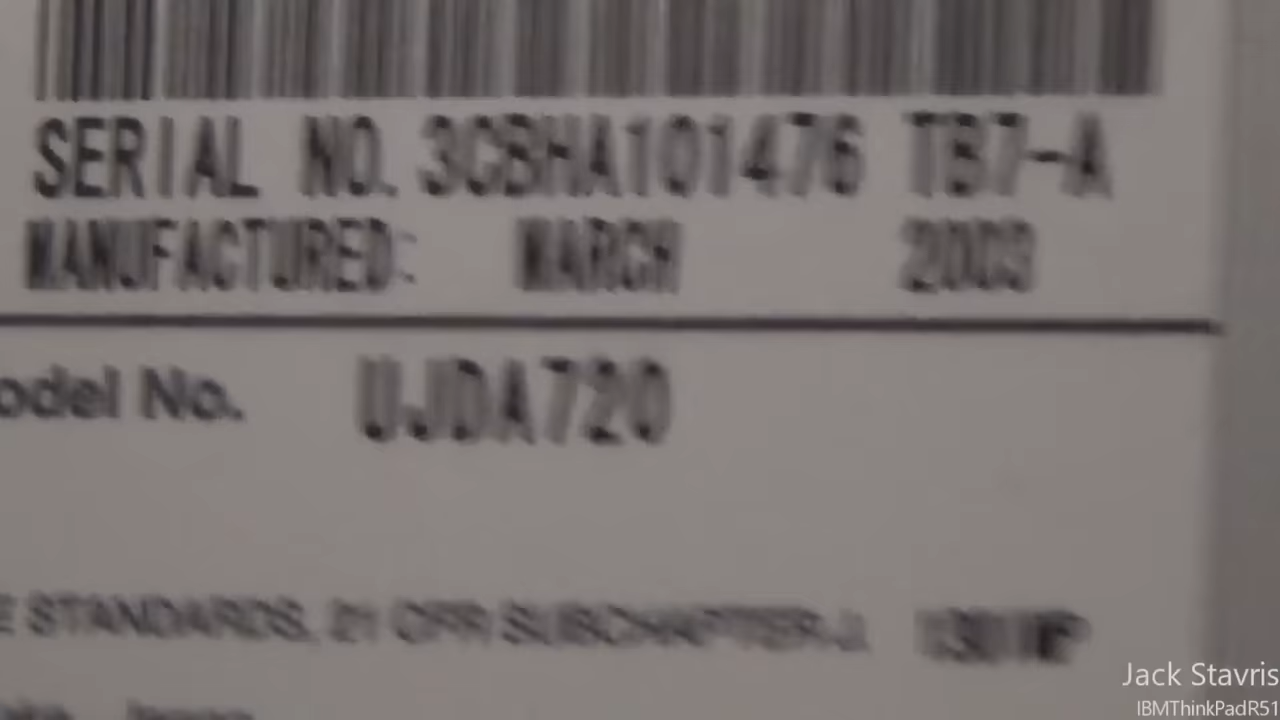 SERIAL NO. 3CBHA101476 TB7-A
MANUFACTURED: MARCH 2003
odel No. UJDA720
E STANDARDS, 21 CFR SUBCHAPTER J.
Jack Stavris
IBMThinkPadR51